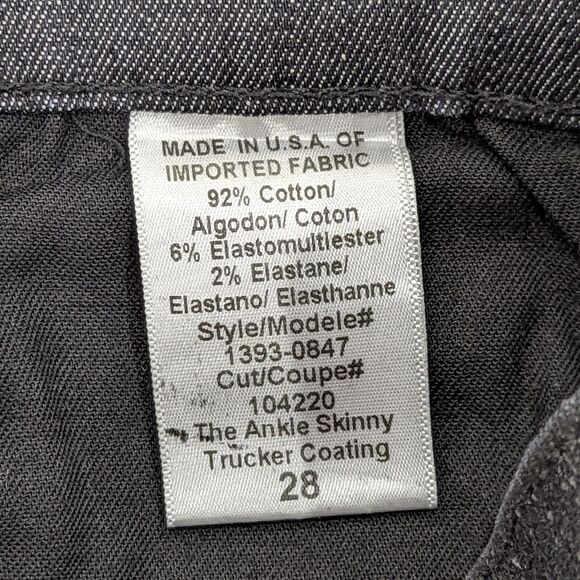 MADE IN U.S.A. OF
IMPORTED FABRIC
92% Cotton/
Algodon/ Coton
6% Elastomultiester
2% Elastane/
Elastano/ Elasthanne
Style/Modele#
1393-0847
Cut/Coupe#
104220
The Ankle Skinny
Trucker Coating
28